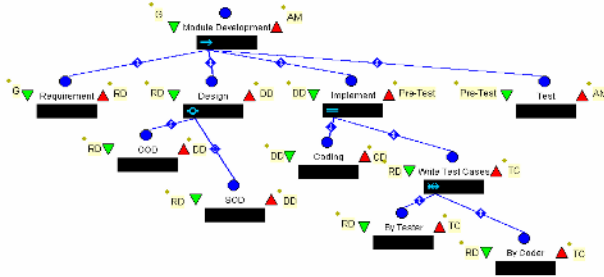 G Module Development AM
G Requirement RD
RD Design DD
DD Implement Pre-Test
Pre-Test Test AM
RD OOD DD
DD Coding CD
RD Write Test Cases TC
RD SCD DD
RD By Tester TC
RD By Coder TC